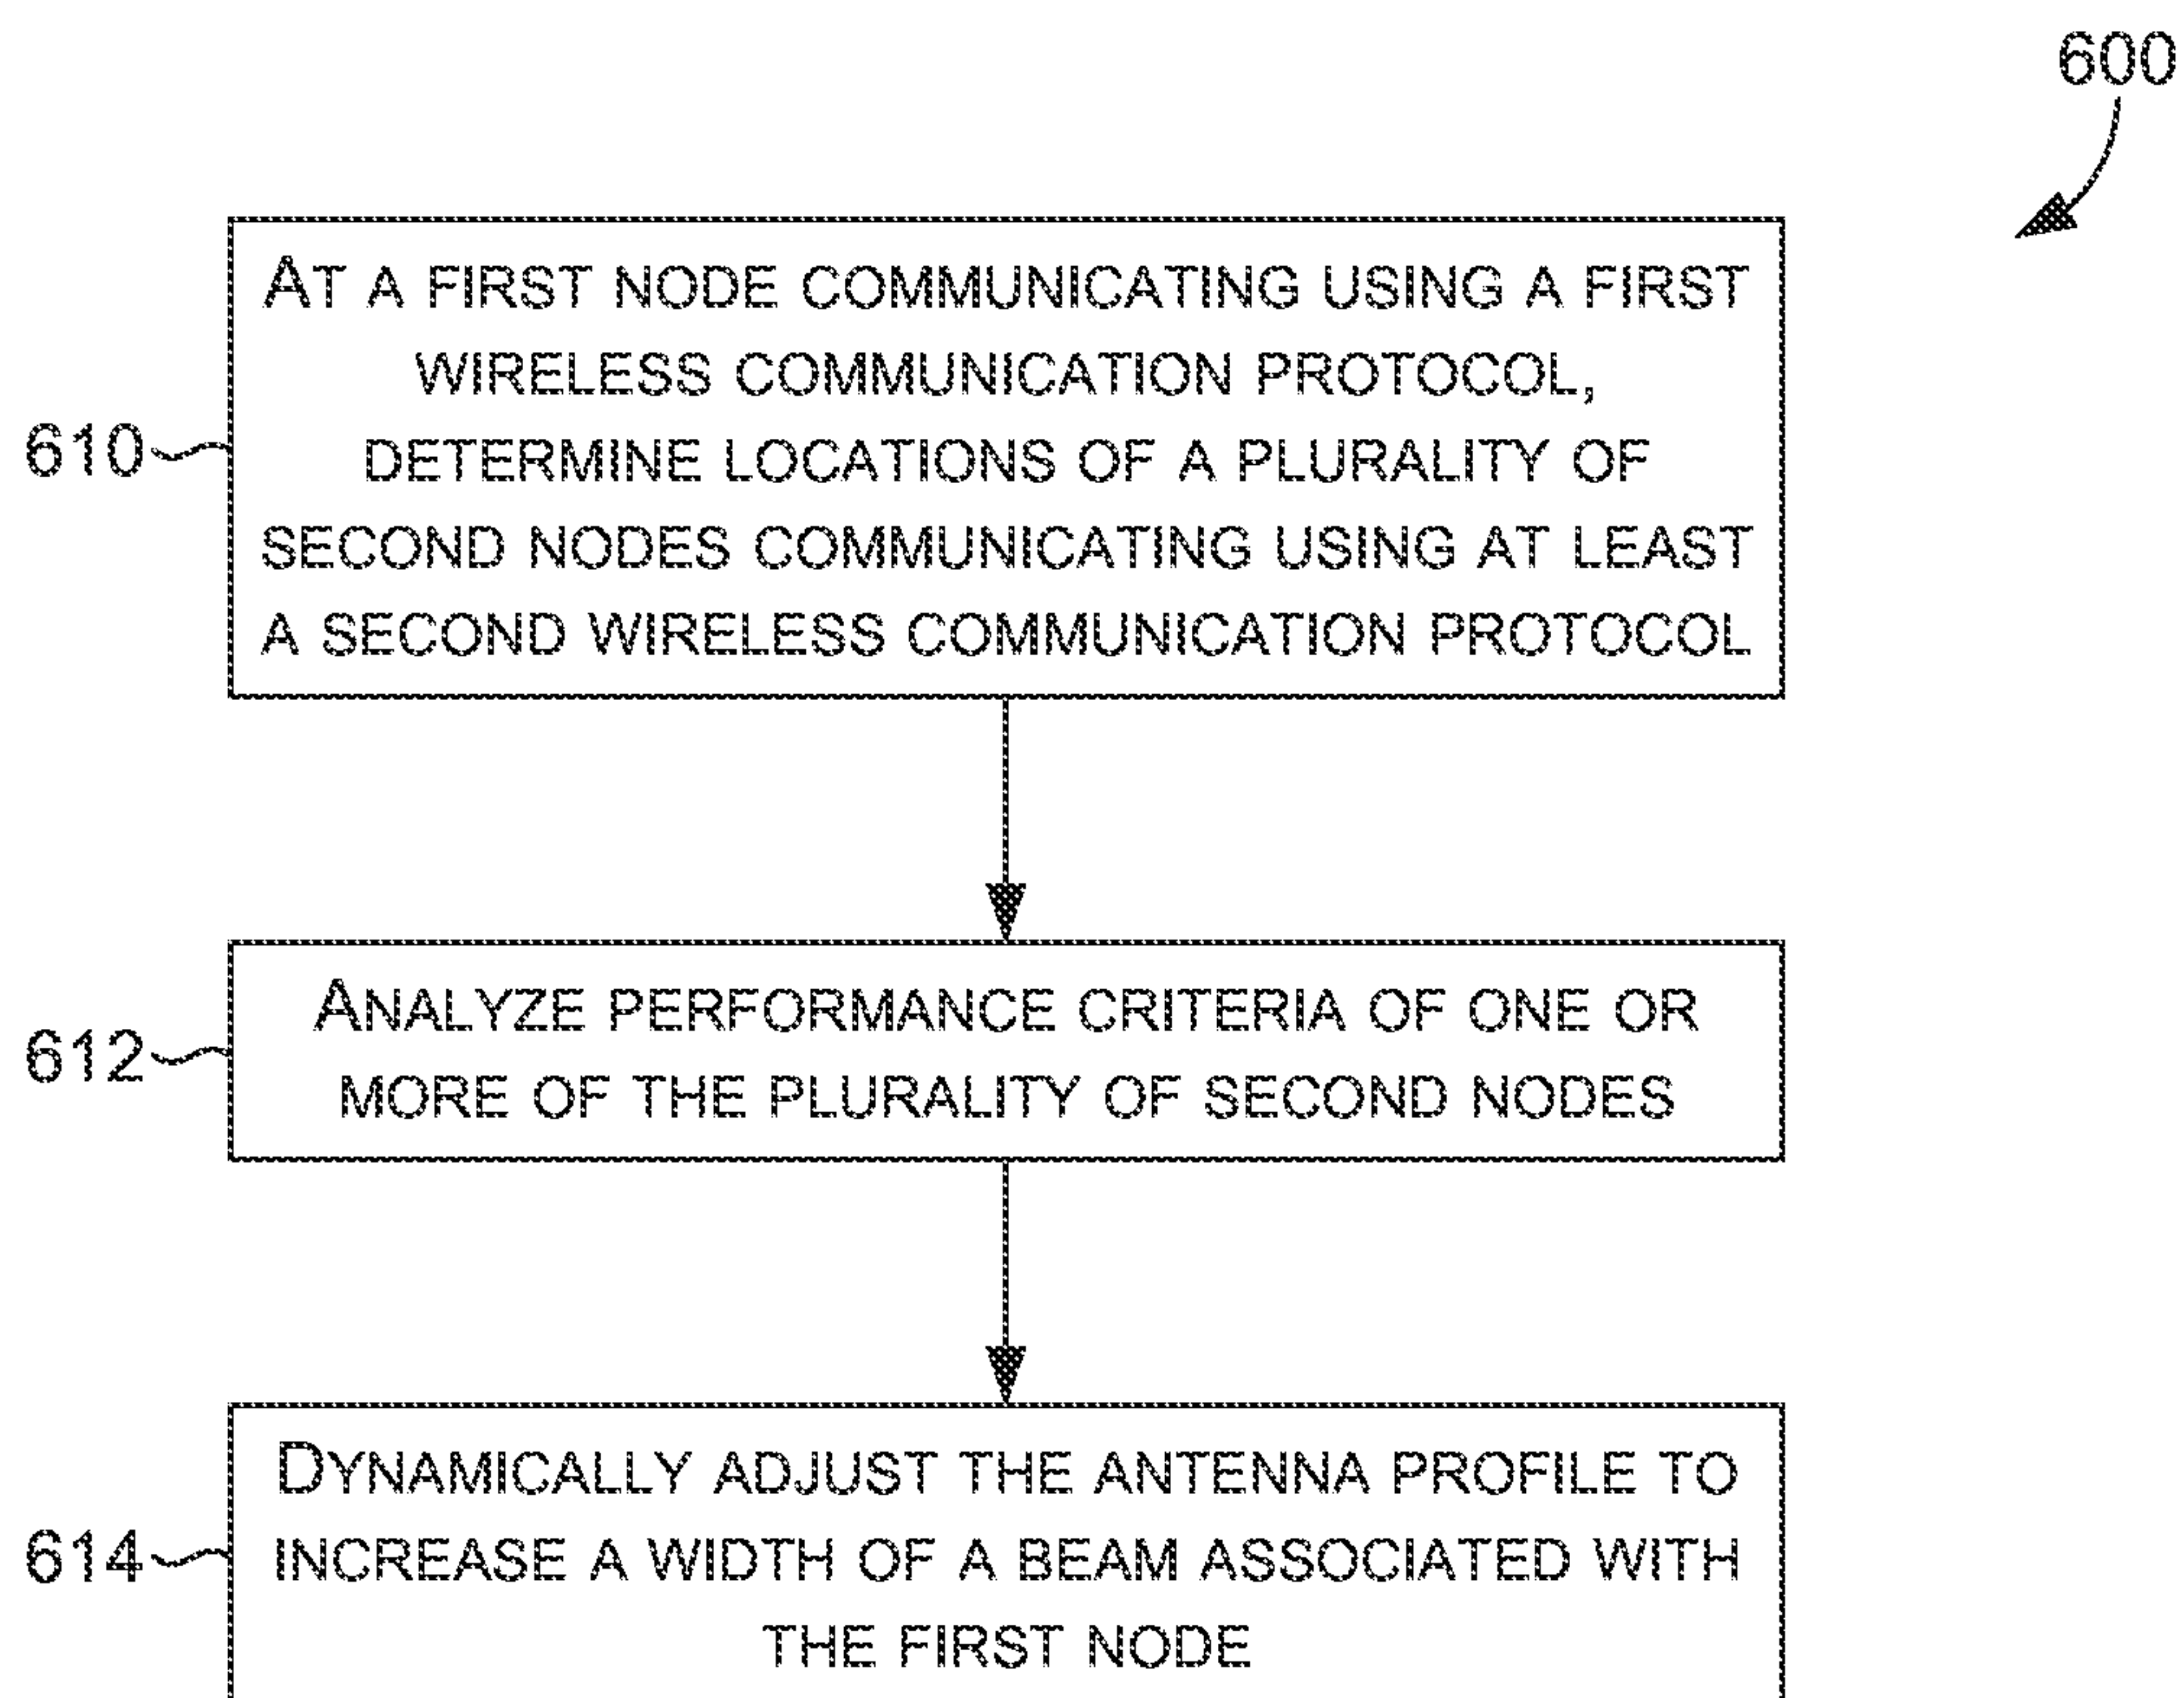 600
AT A FIRST NODE COMMUNICATING USING A FIRST
WIRELESS COMMUNICATION PROTOCOL,
DETERMINE LOCATIONS OF A PLURALITY OF
SECOND NODES COMMUNICATING USING AT LEAST
A SECOND WIRELESS COMMUNICATION PROTOCOL
610
ANALYZE PERFORMANCE CRITERIA OF ONE OR
MORE OF THE PLURALITY OF SECOND NODES
612
DYNAMICALLY ADJUST THE ANTENNA PROFILE TO
INCREASE A WIDTH OF A BEAM ASSOCIATED WITH
THE FIRST NODE
614